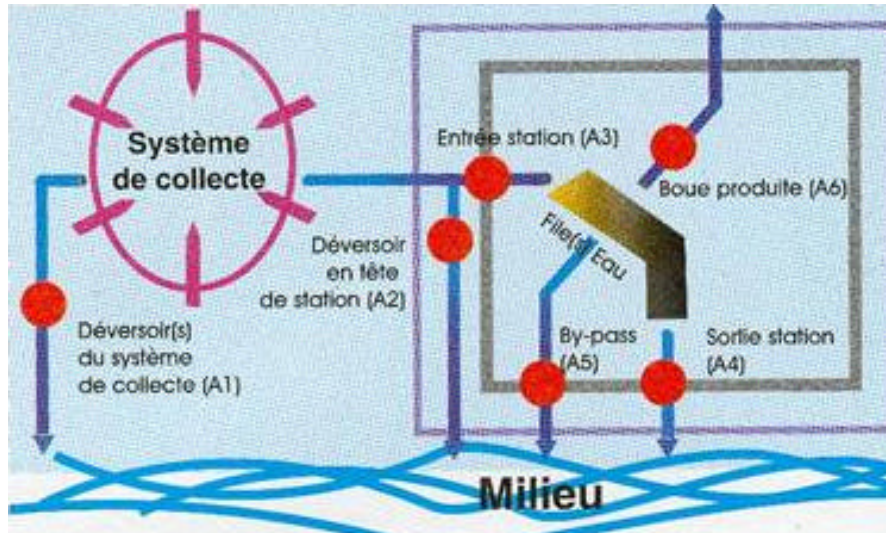 Système
de collecte
Entrée station (A3)
Boue produite (A6)
Déversoir
en tête
de station (A2)
File(s) Eau
Déversoir(s)
du système
de collecte (A1)
By-pass
(A5)
Sortie station
(A4)
Milieu